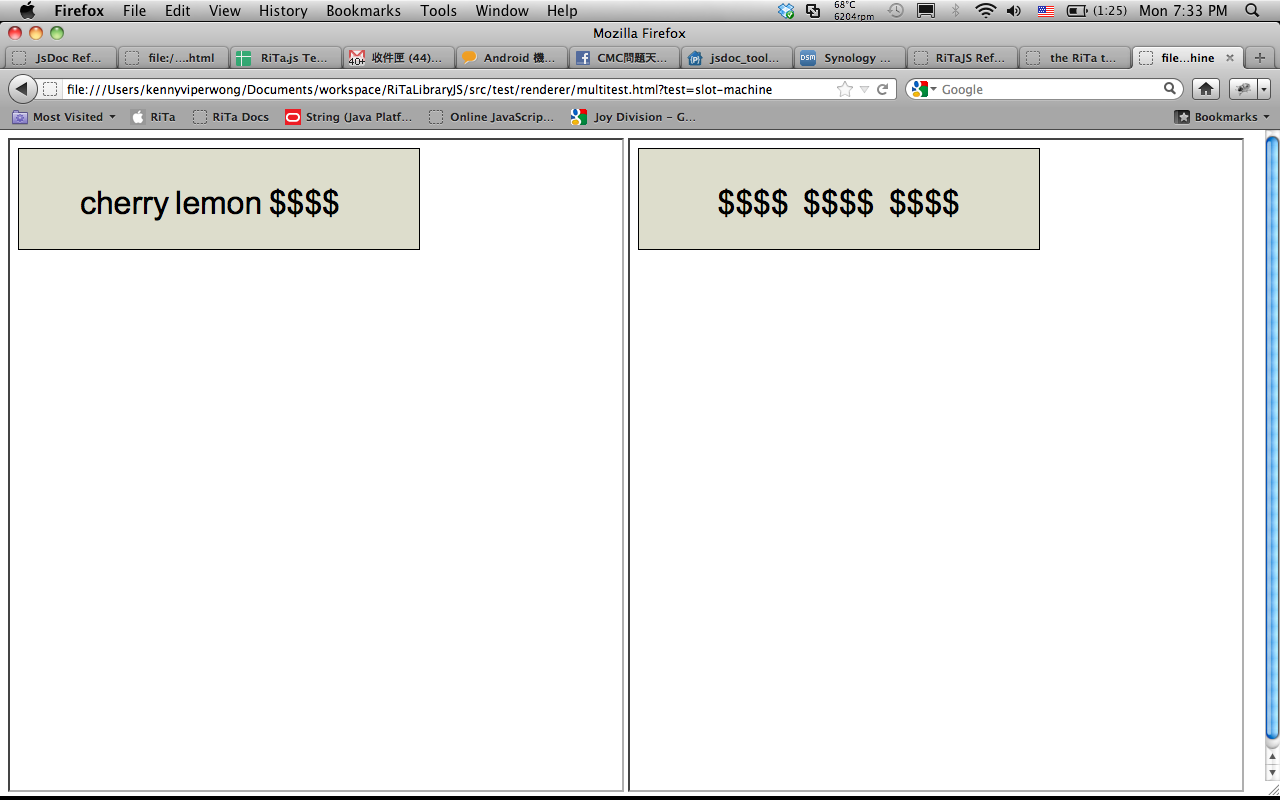 Firefox File Edit View History Bookmarks Tools Window Help 68°C 6204rpm (1:25) Mon 7:33 PM
Mozilla Firefox
JsDoc Ref... file:/....html RiTa.js Te... 40+ 收件匣 (44)... Android 機... CMC問題天... jsdoc_tool... DSM Synology ... RiTaJS Ref... the RiTa t... file...hine
file:///Users/kennyviperwong/Documents/workspace/RiTaLibraryJS/src/test/renderer/multitest.html?test=slot-machine Google
Most Visited RiTa RiTa Docs String (Java Platf... Online JavaScrip... Joy Division – G... Bookmarks
cherry lemon $$$$ $$$$ $$$$ $$$$